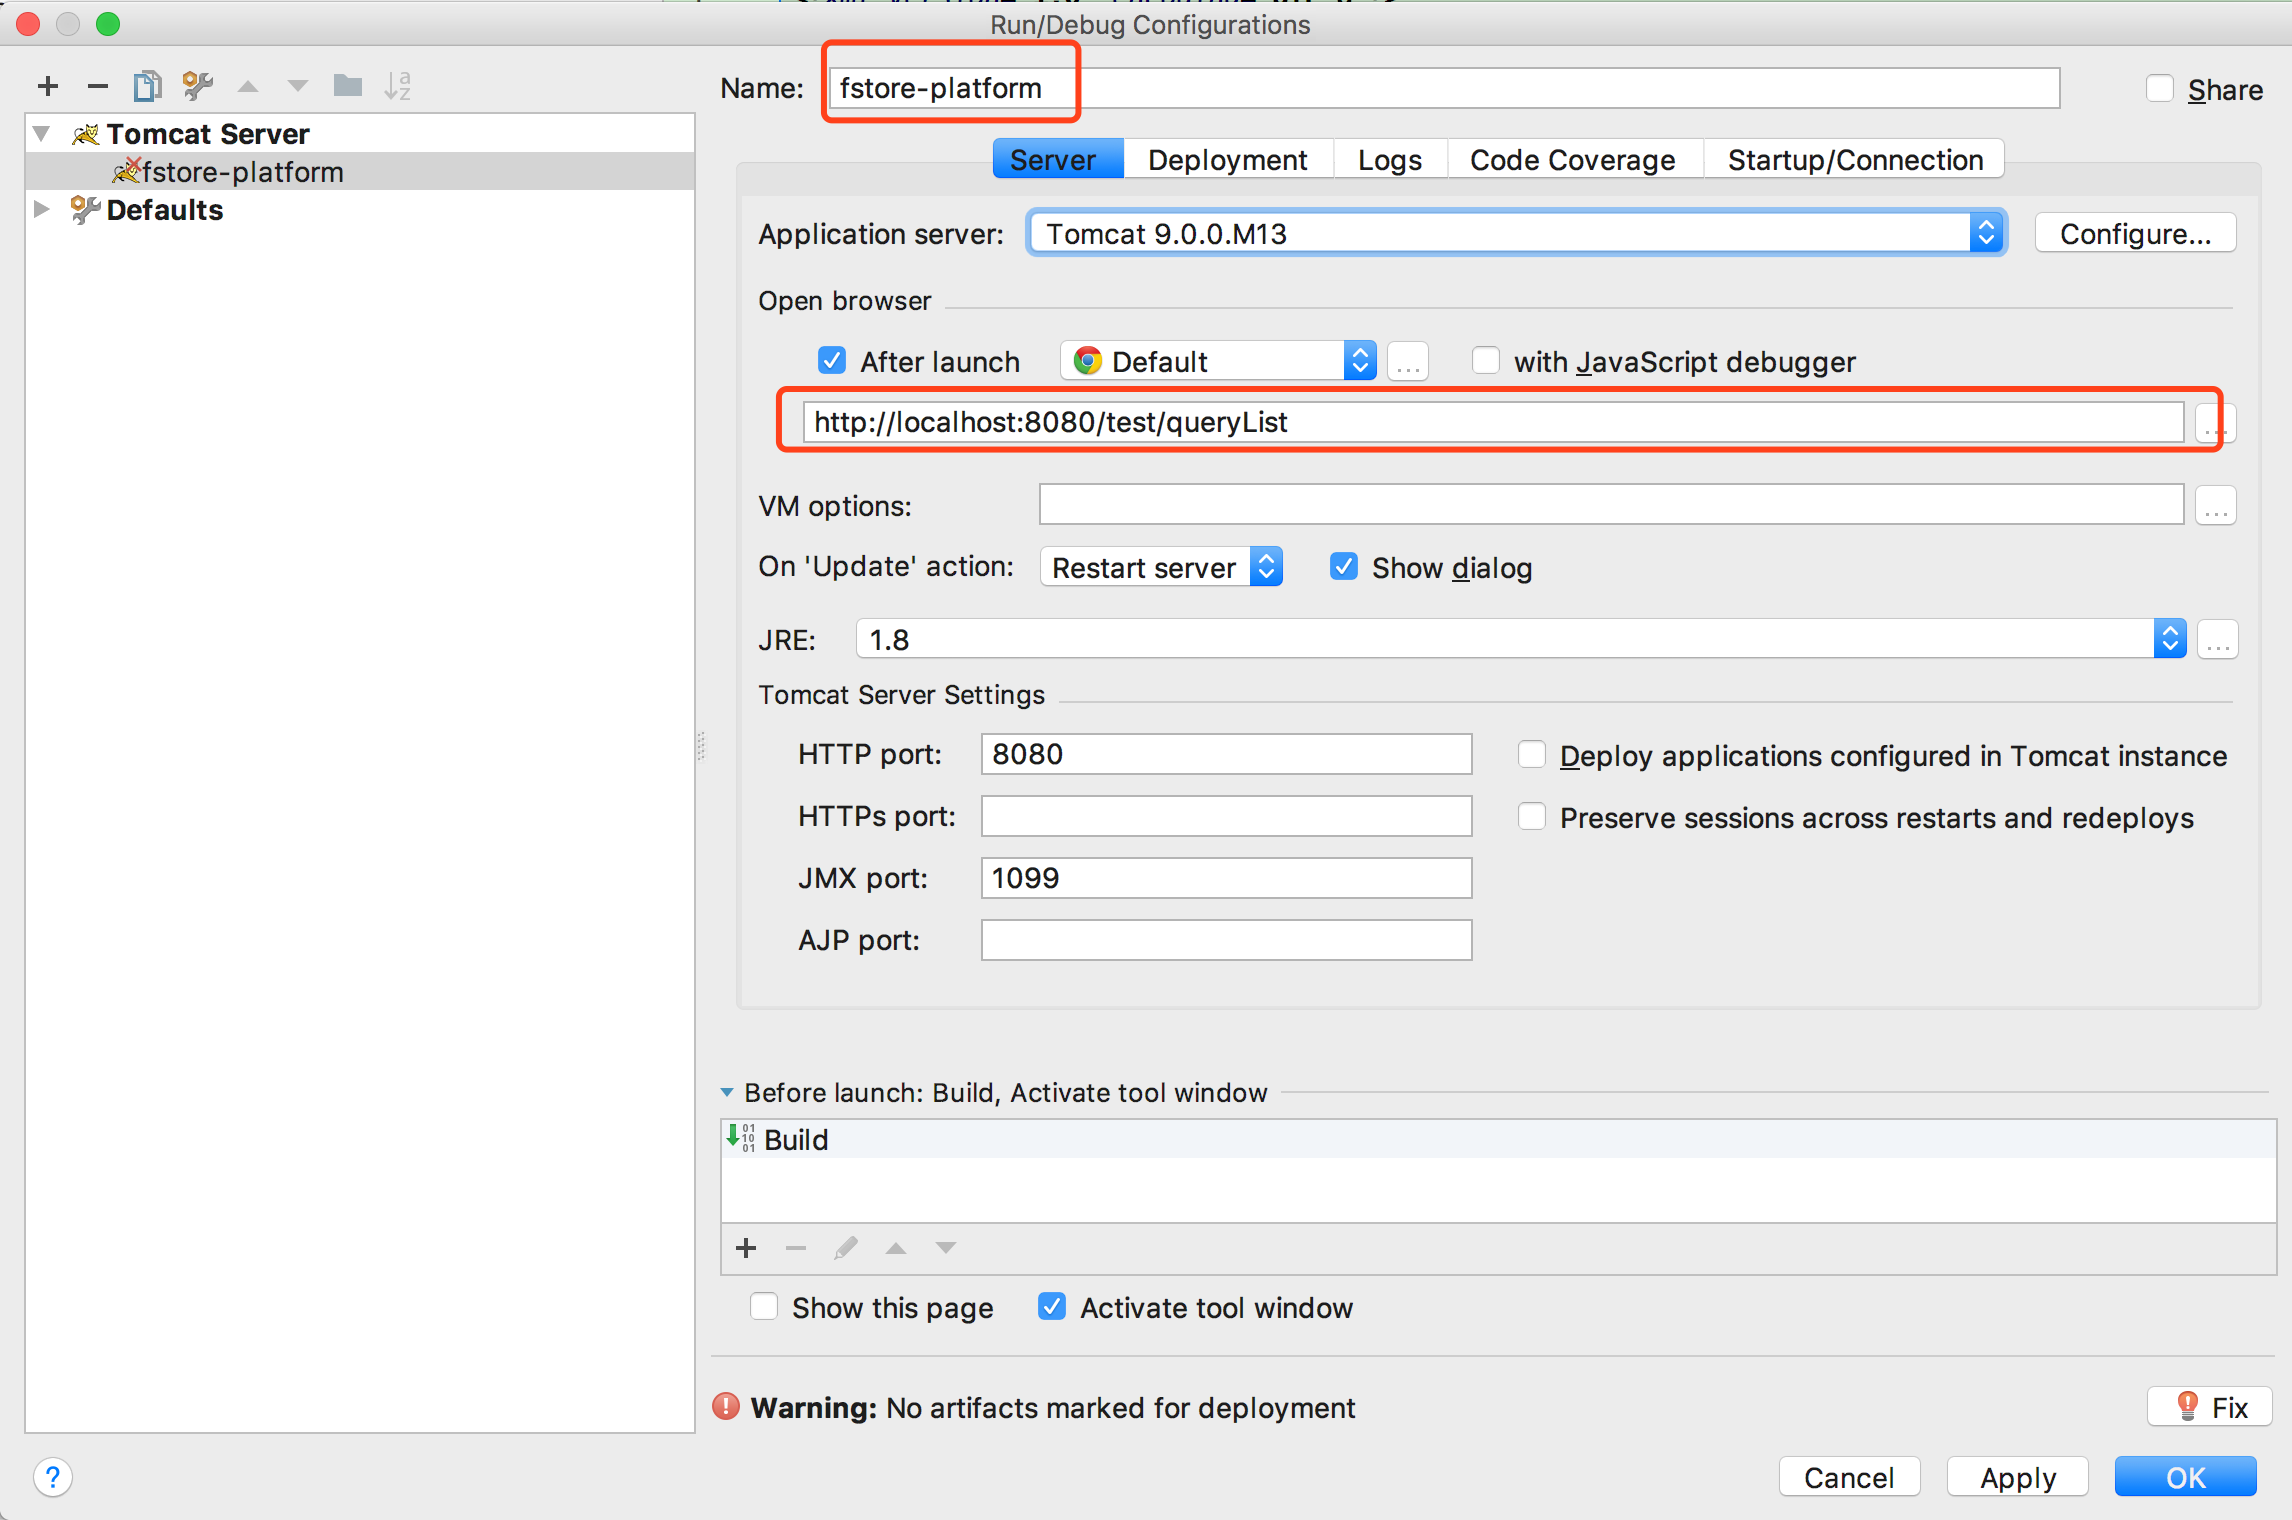 Run/Debug Configurations
Name: fstore-platform Share
Tomcat Server
fstore-platform
Defaults
Server Deployment Logs Code Coverage Startup/Connection
Application server: Tomcat 9.0.0.M13 Configure...
Open browser
After launch Default ... with JavaScript debugger
http://localhost:8080/test/queryList ...
VM options: ...
On 'Update' action: Restart server Show dialog
JRE: 1.8 ...
Tomcat Server Settings
HTTP port: 8080 Deploy applications configured in Tomcat instance
HTTPs port: Preserve sessions across restarts and redeploys
JMX port: 1099
AJP port:
Before launch: Build, Activate tool window
Build
Show this page Activate tool window
Warning: No artifacts marked for deployment Fix
? Cancel Apply OK